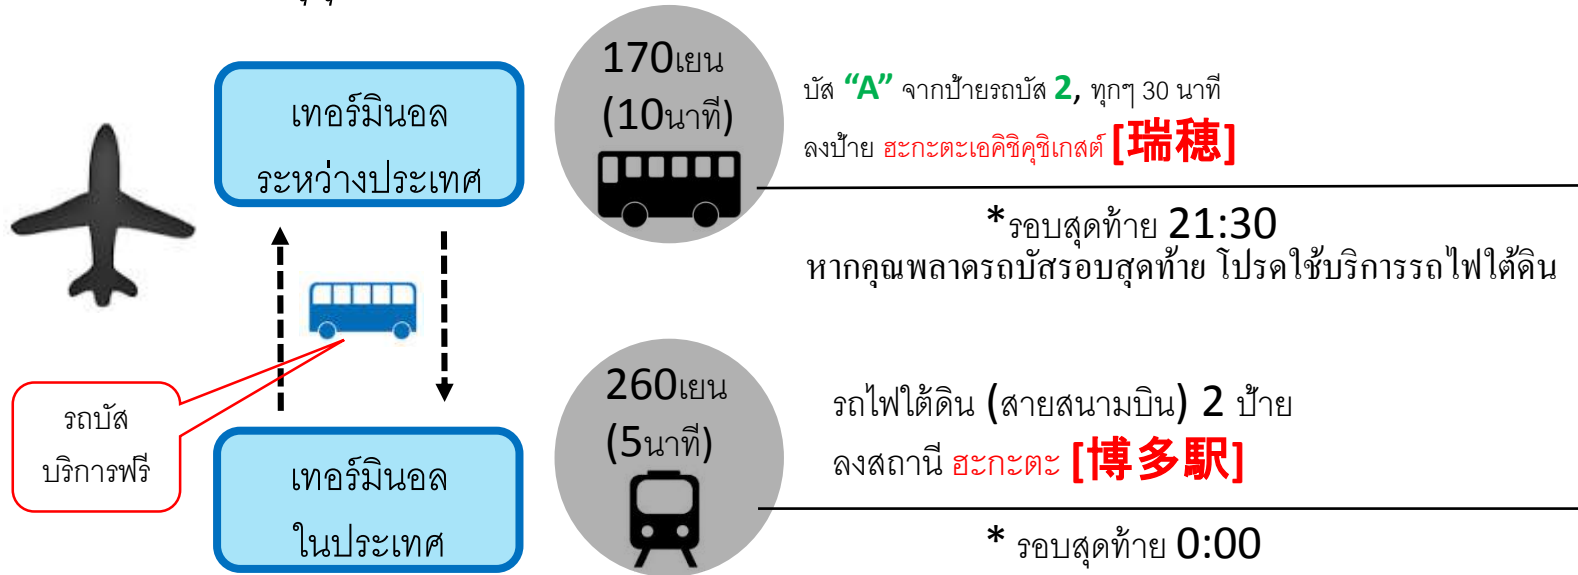 170เยน
(10นาที)
เทอร์มินอล
ระหว่างประเทศ
บัส “A” จากป้ายรถบัส 2, ทุกๆ 30 นาที
ลงป้าย ฮะกะตะเอคิชิคุชิเกสต์ [瑞穂]
*รอบสุดท้าย 21:30
หากคุณพลาดรถบัสรอบสุดท้าย โปรดใช้บริการรถไฟใต้ดิน
รถบัส
บริการฟรี
260เยน
(5นาที)
เทอร์มินอล
ในประเทศ
รถไฟใต้ดิน (สายสนามบิน) 2 ป้าย
ลงสถานี ฮะกะตะ [博多駅]
* รอบสุดท้าย 0:00